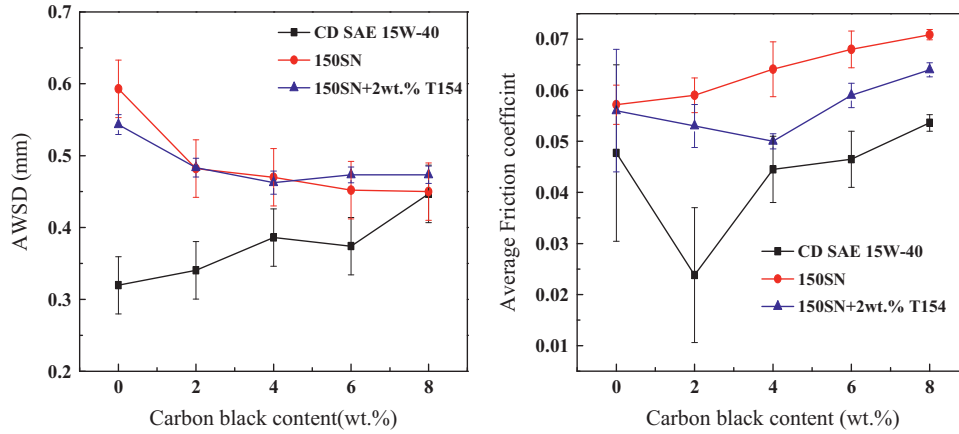 0.7
0.6
0.5
0.4
0.3
0.2
AWSD (mm)
CD SAE 15W-40
150SN
150SN+2wt.% T154
0 2 4 6 8
Carbon black content(wt.%)
0.07
0.06
0.05
0.04
0.03
0.02
0.01
Average Friction coefficint
CD SAE 15W-40
150SN
150SN+2wt.% T154
0 2 4 6 8
Carbon black content (wt.%)